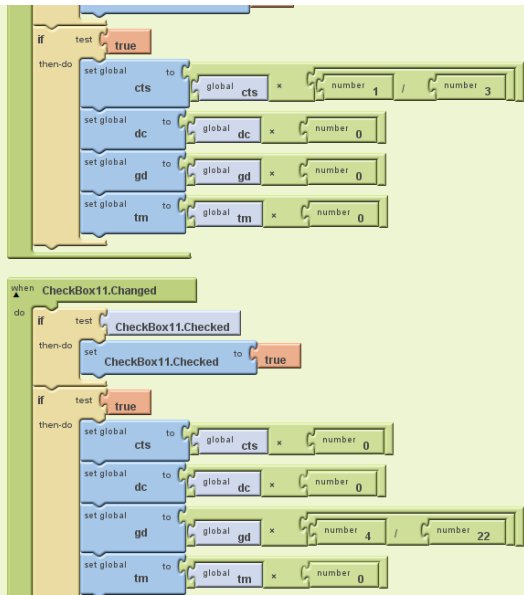 if test true
then-do set global cts to global cts × number 1 / number 3
set global dc to global dc × number 0
set global gd to global gd × number 0
set global tm to global tm × number 0
when CheckBox11.Changed
do if test CheckBox11.Checked
then-do set CheckBox11.Checked to true
if test true
then-do set global cts to global cts × number 0
set global dc to global dc × number 0
set global gd to global gd × number 4 / number 22
set global tm to global tm × number 0